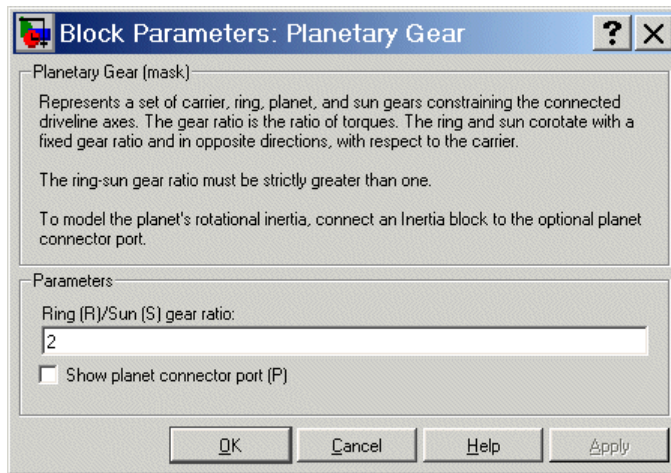 Block Parameters: Planetary Gear
Planetary Gear (mask)
Represents a set of carrier, ring, planet, and sun gears constraining the connected
driveline axes. The gear ratio is the ratio of torques. The ring and sun corotate with a
fixed gear ratio and in opposite directions, with respect to the carrier.
The ring-sun gear ratio must be strictly greater than one.
To model the planet's rotational inertia, connect an Inertia block to the optional planet
connector port.
Parameters
Ring (R)/Sun (S) gear ratio:
2
Show planet connector port (P)
OK Cancel Help Apply